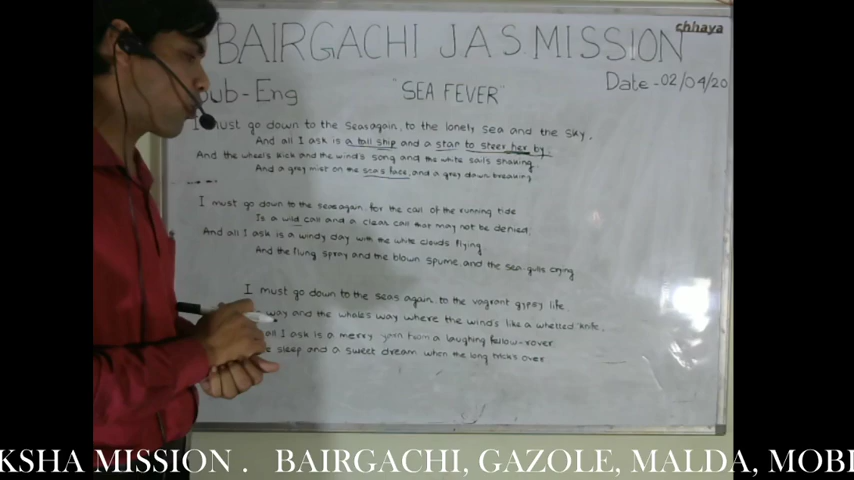 chhaya
BAIRGACHI J.A.S. MISSION
Sub-Eng "SEA FEVER" Date-02/04/20
I must go down to the seas again, to the lonely sea and the sky,
And all I ask is a tall ship and a star to steer her by
And the wheels kick and the wind's song and the white sails shaking,
And a grey mist on the seas face, and a grey dawn breaking
I must go down to the seas again, for the call of the running tide
Is a wild call and a clear call that may not be denied;
And all I ask is a windy day with the white clouds flying,
And the flung spray and the blown spume, and the sea-gulls crying
I must go down to the seas again, to the vagrant gypsy life.
way and the whales way where the wind's like a whetted knife.
all I ask is a merry yarn from a laughing fellow-rover
sleep and a sweet dream when the long trick's over
KSHA MISSION . BAIRGACHI, GAZOLE, MALDA, MOBI